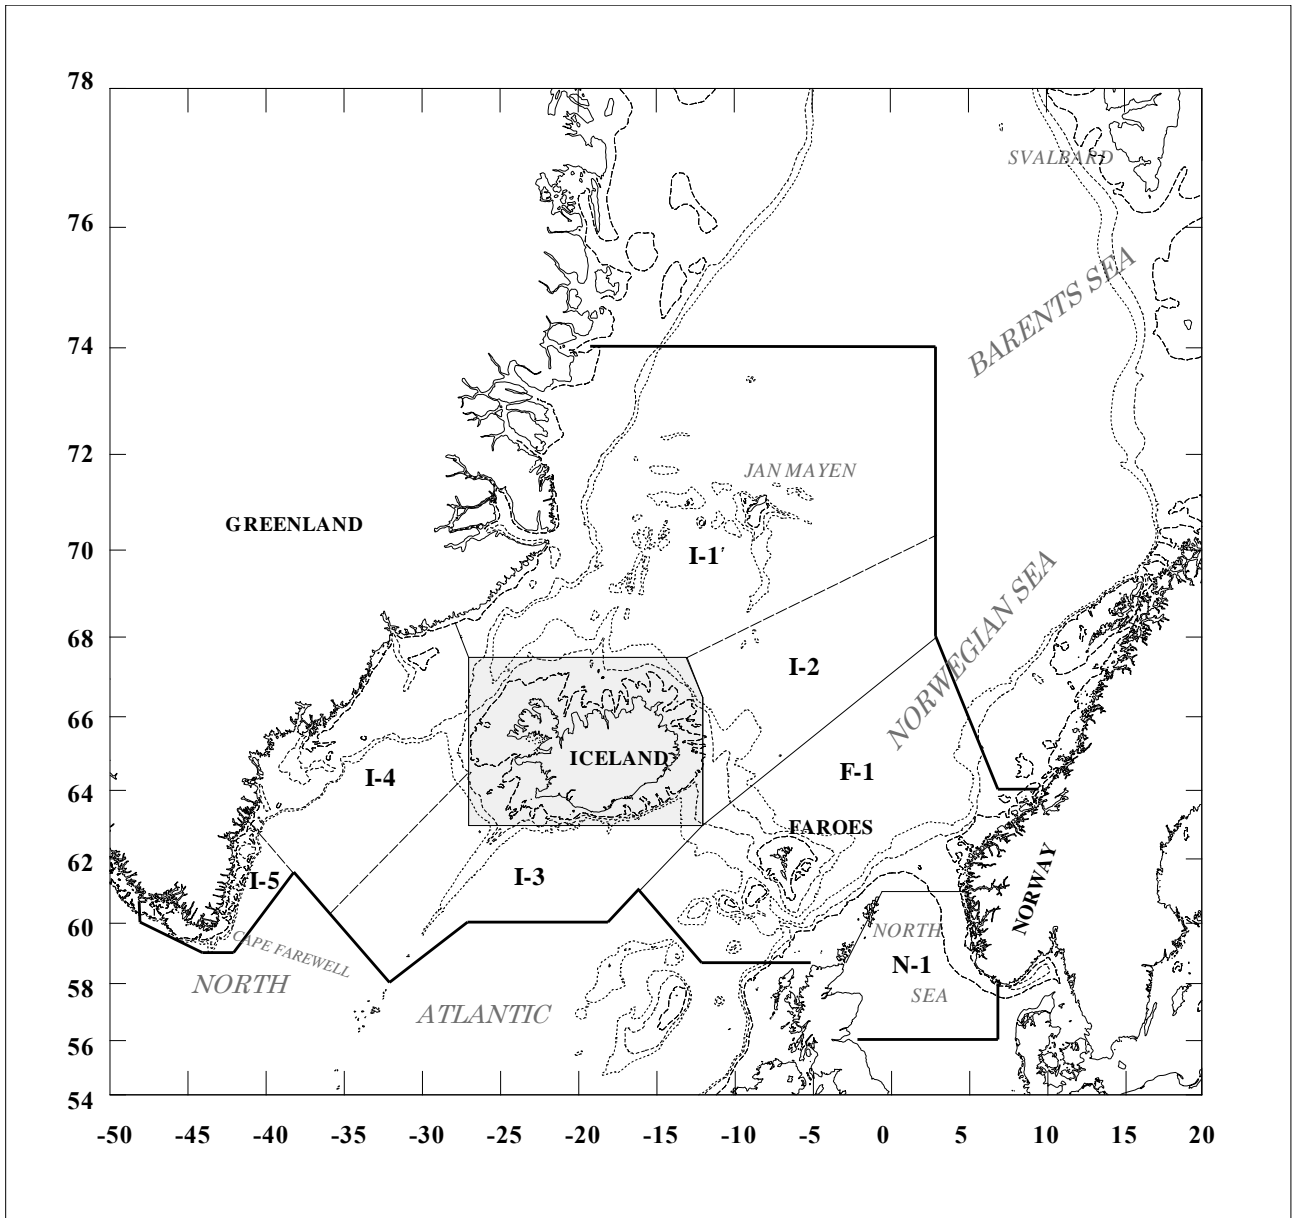 78
SVALBARD
76
BARENTS SEA
74
72
JAN MAYEN
GREENLAND
70
I-1'
NORWEGIAN SEA
68
I-2
66
ICELAND
I-4
F-1
64
FAROES
62
I-5
I-3
NORWAY
60
CAPE FAREWELL
NORTH
NORTH
N-1
58
SEA
ATLANTIC
56
54
-50 -45 -40 -35 -30 -25 -20 -15 -10 -5 0 5 10 15 20